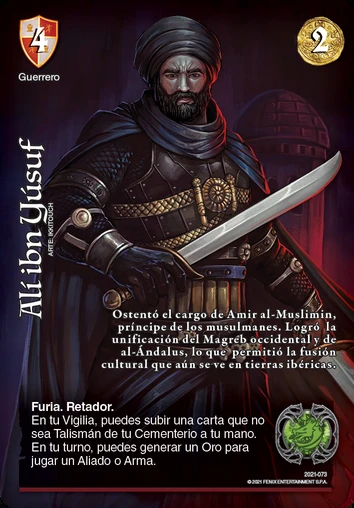 4
2
Guerrero
Alí ibn Yúsuf
ARTE: IKKITOUCH
Ostentó el cargo de Amir al-Muslimin,
príncipe de los musulmanes. Logró la
unificación del Magréb occidental y de
al-Ándalus, lo que permitió la fusión
cultural que aún se ve en tierras ibéricas.
Furia. Retador.
En tu Vigilia, puedes subir una carta que no
sea Talismán de tu Cementerio a tu mano.
En tu turno, puedes generar un Oro para
jugar un Aliado o Arma.
2021-073
©2021 FENIX ENTERTAINMENT S.P.A.